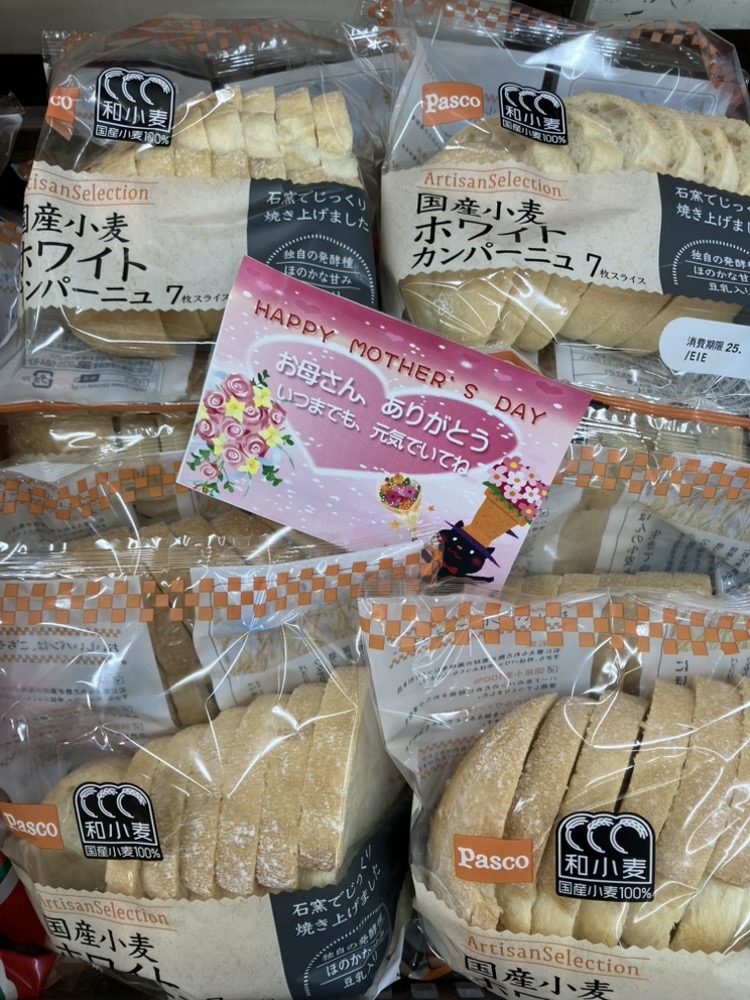 co
和小麦
国産小麦100%
tisanSelection
国産小麦
ホワイト
カンパーニュ 7枚スライス
石窯でじっくり
焼き上げました
独自の発酵種
ほのかな甘み
Pasco
和小麦
国産小麦100%
ArtisanSelection
国産小麦
ホワイト
カンパーニュ 7枚スライス
石窯でじっく
焼き上げまし
独自の発酵
ほのかな
豆乳入
消費期限 25.
/EIE
HAPPY MOTHER'S DAY
お母さん、ありがとう
いつまでも、元気でいてね
Pasco
和小麦
国産小麦100%
ArtisanSelection
国産小麦
ホワイト
石窯でじっくり
焼き上げました
独自の発酵
ほのかな
豆乳入り
Pasco
和小麦
国産小麦100%
ArtisanSelection
国産小麦